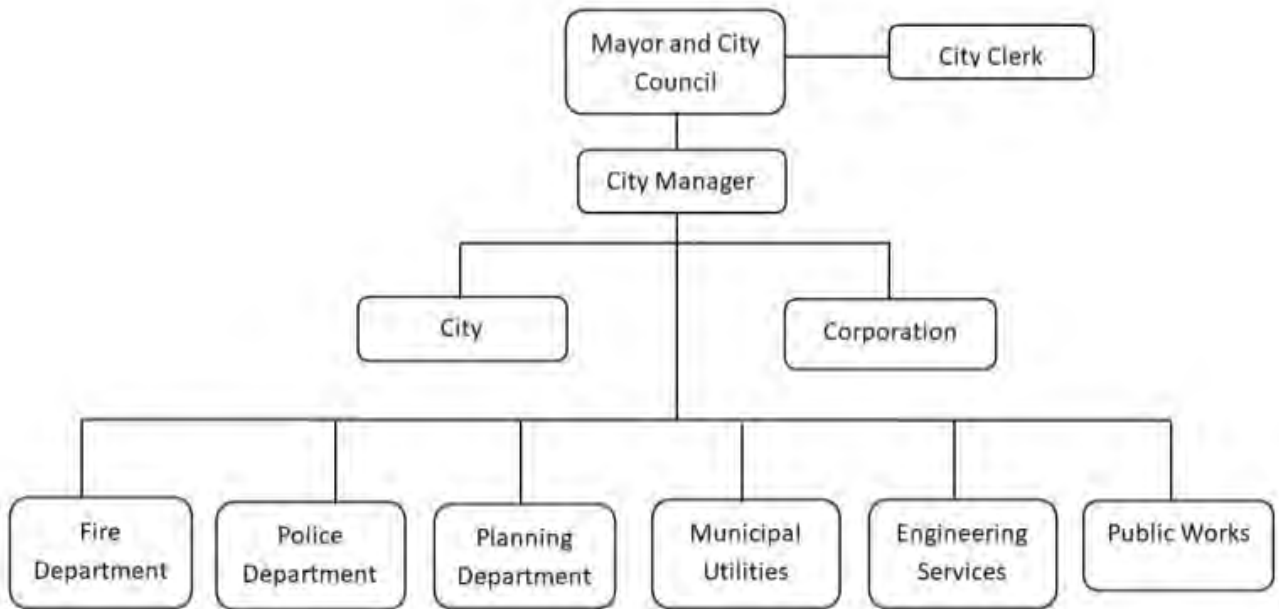 Mayor and City
Council
City Clerk
City Manager
City
Corporation
Fire
Department
Police
Department
Planning
Department
Municipal
Utilities
Engineering
Services
Public Works